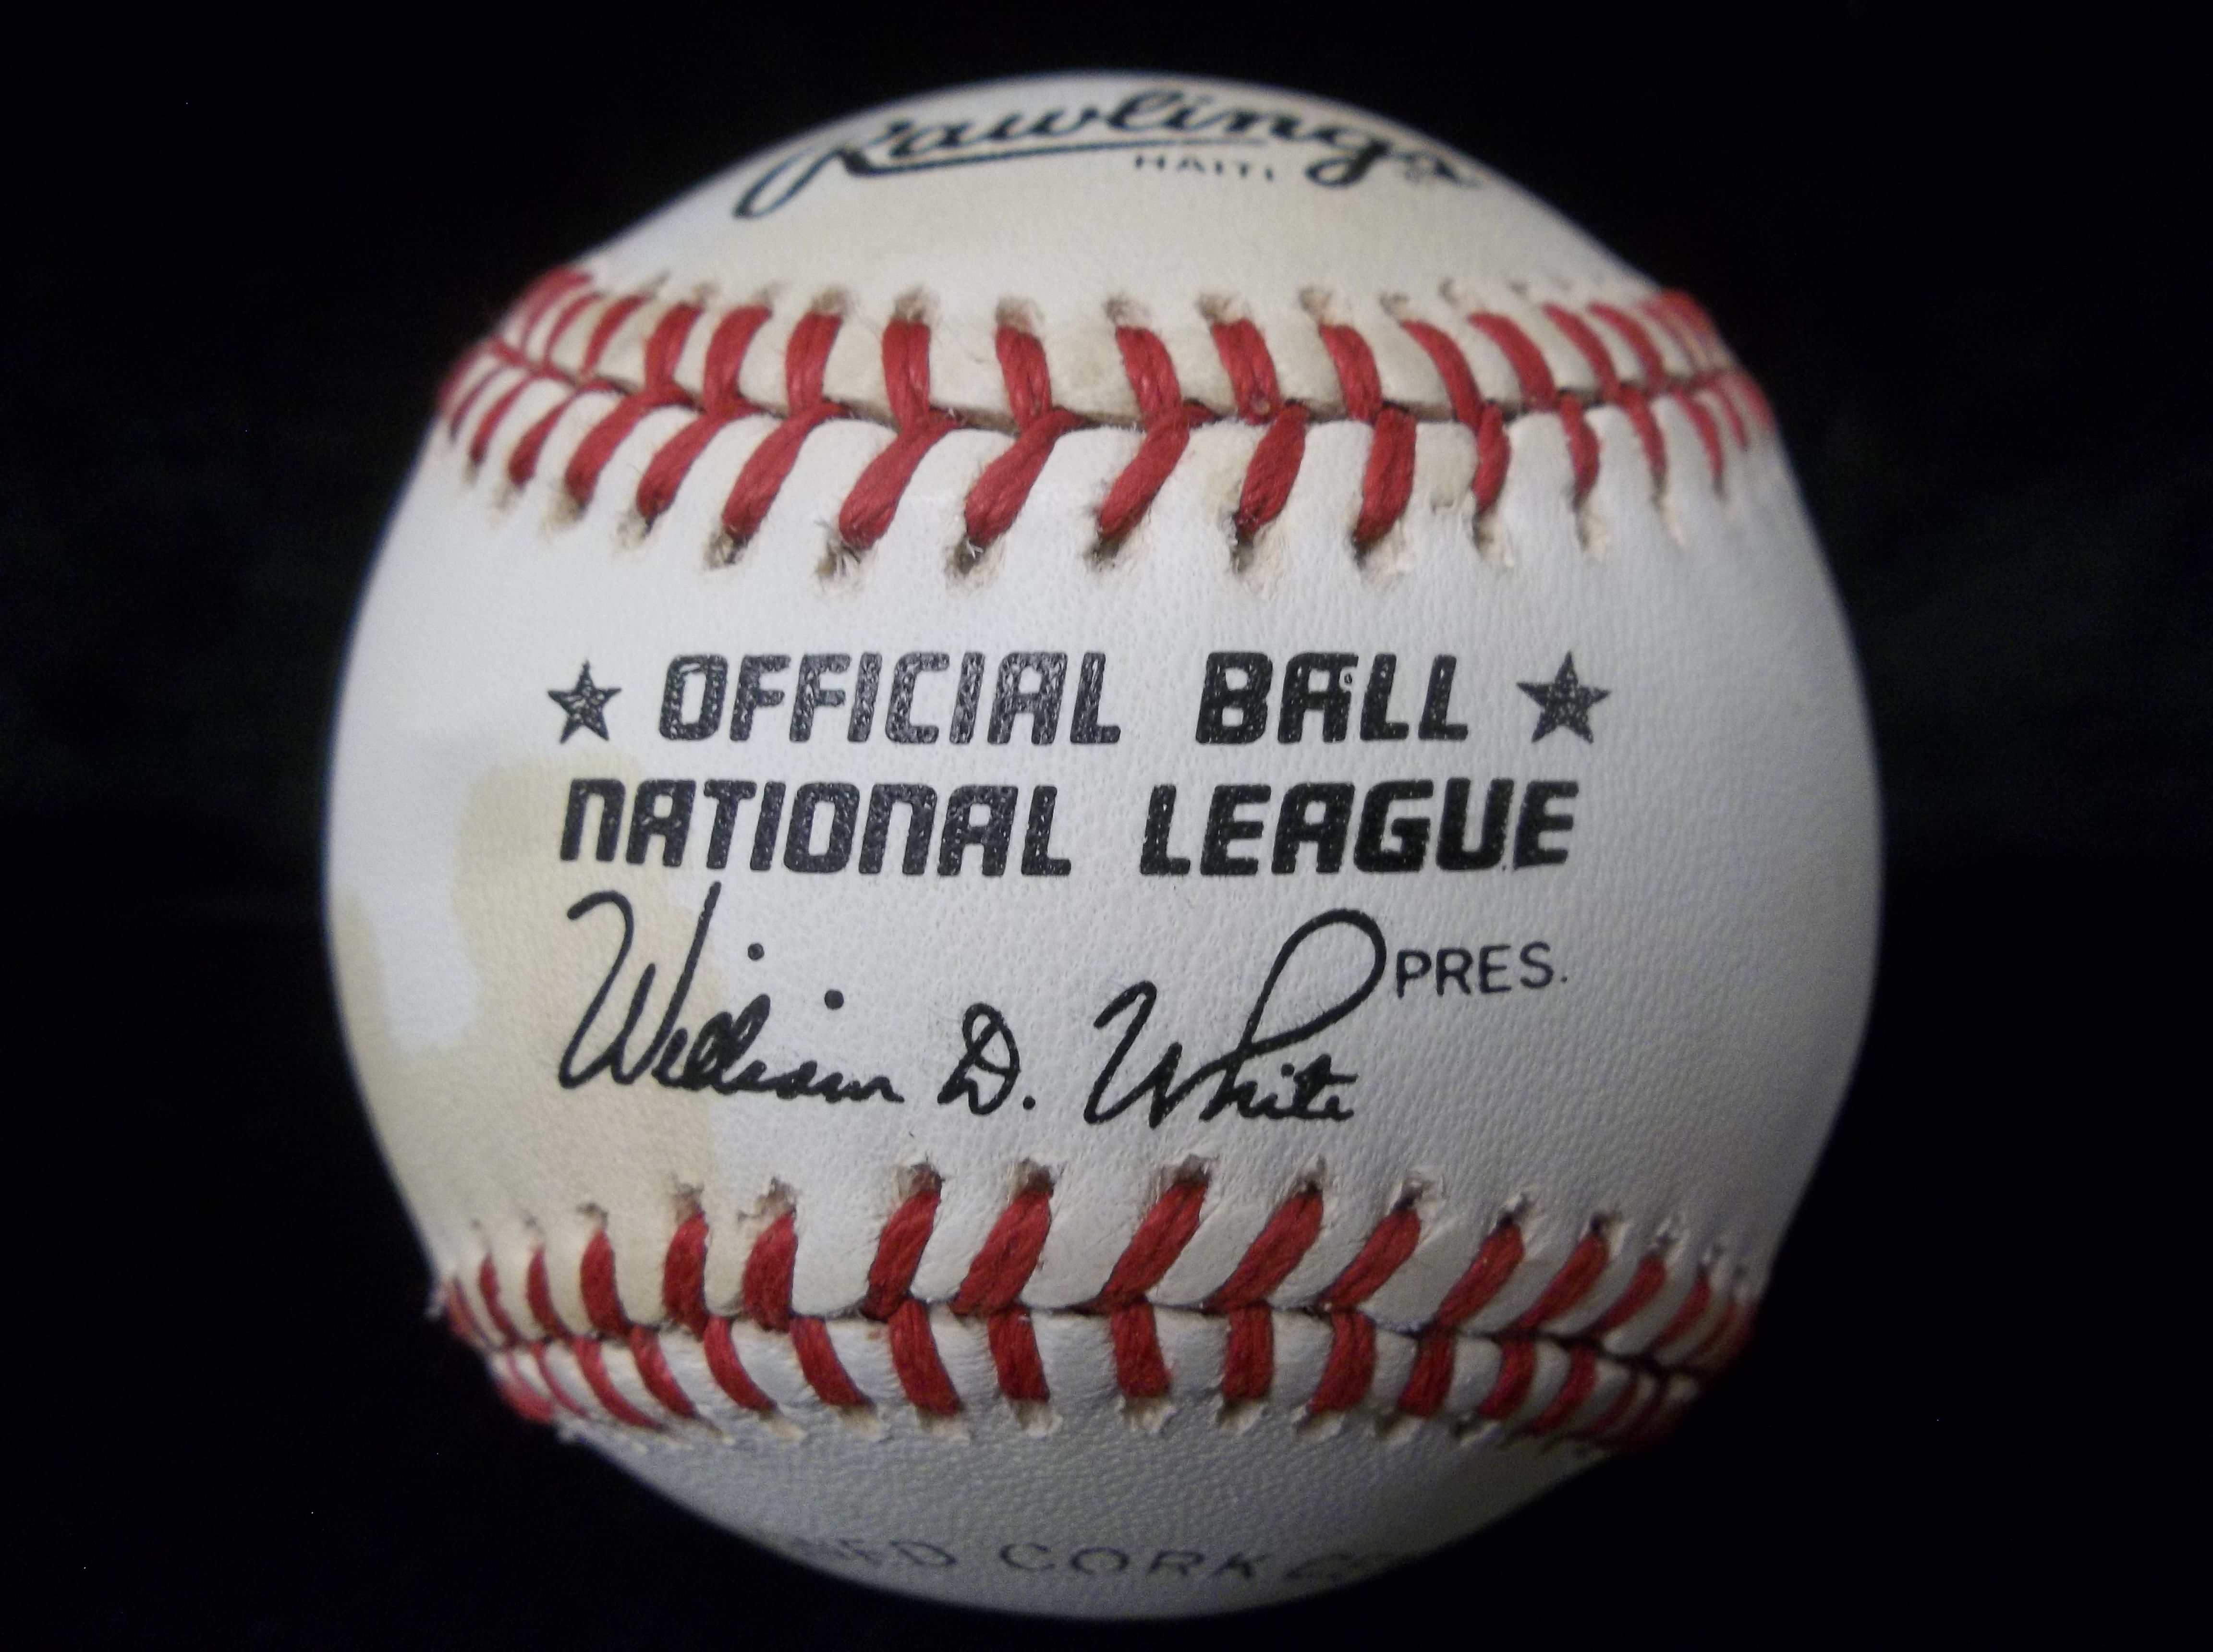 Rawlings
HAITI
★ OFFICIAL BALL ★
NATIONAL LEAGUE
William D. White PRES.
CORK